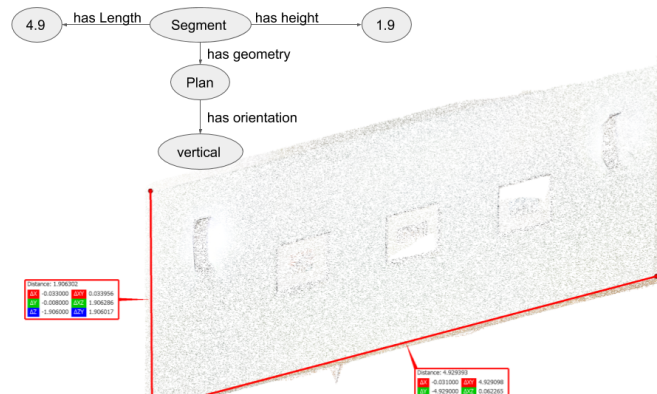 4.9 has Length Segment has height 1.9
has geometry
Plan
has orientation
vertical
Distance: 1.906302
ΔX -0.033000 ΔXY 0.033956
ΔY -0.008000 ΔXZ 1.906286
ΔZ -1.906000 ΔZY 1.906017
Distance: 4.929393
ΔX -0.031000 ΔXY 4.929098
ΔY -4.929000 ΔXZ 0.062265